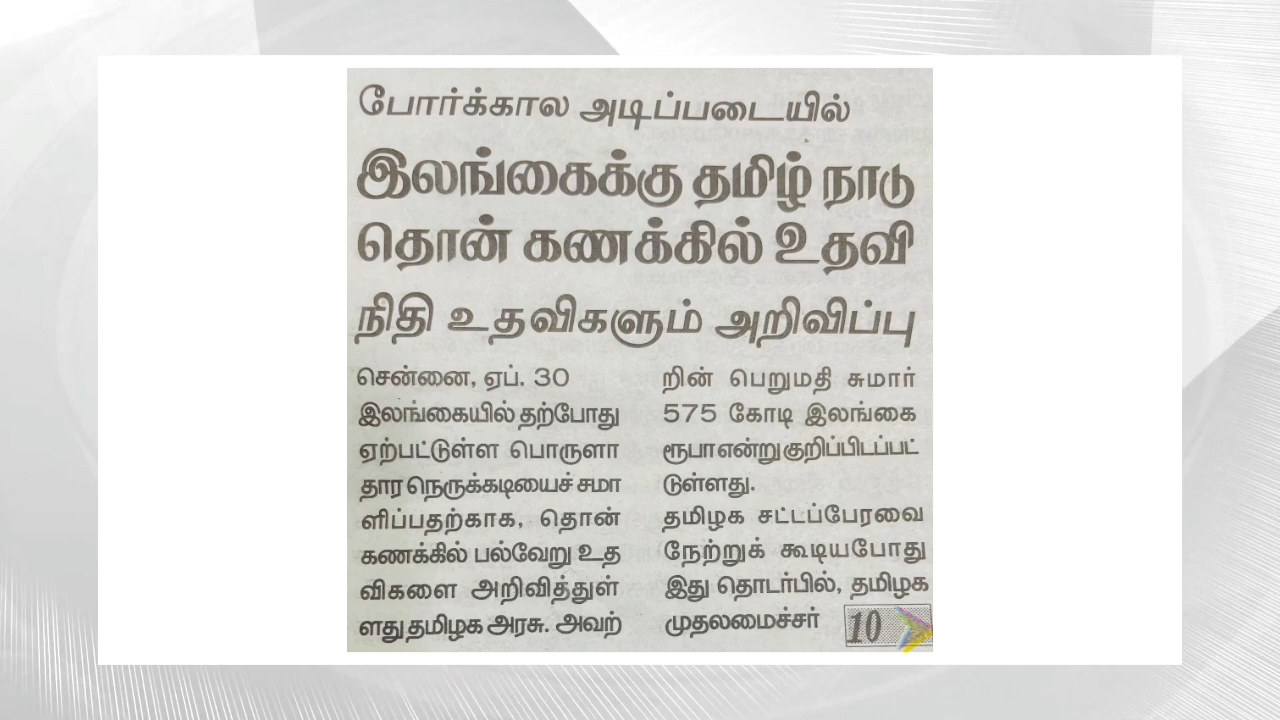 போர்க்கால அடிப்படையில்
இலங்கைக்கு தமிழ் நாடு
தொன் கணக்கில் உதவி
நிதி உதவிகளும் அறிவிப்பு
சென்னை, ஏப். 30
இலங்கையில் தற்போது
ஏற்பட்டுள்ள பொருளா
தார நெருக்கடியைச் சமா
ளிப்பதற்காக, தொன்
கணக்கில் பல்வேறு உத
விகளை அறிவித்துள்
ளது தமிழக அரசு. அவற்
றின் பெறுமதி சுமார்
575 கோடி இலங்கை
ரூபா என்று குறிப்பிடப்பட்
டுள்ளது.
தமிழக சட்டப்பேரவை
நேற்றுக் கூடியபோது
இது தொடர்பில், தமிழக
முதலமைச்சர்
10